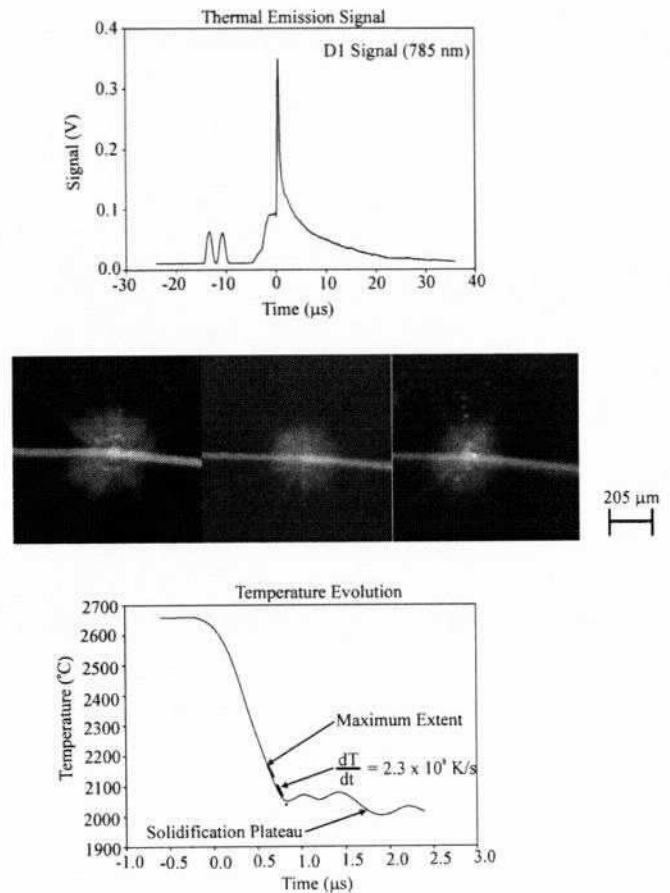 Thermal Emission Signal
0.4
D1 Signal (785 nm)
0.3
Signal (V)
0.2
0.1
0.0
-30 -20 -10 0 10 20 30 40
Time (μs)
205 μm
Temperature Evolution
2700
2600
2500
2400
Temperature (°C)
2300
Maximum Extent
2200
dT
dt = 2.3 x 10⁸ K/s
2100
2000
Solidification Plateau
1900
-1.0 -0.5 0.0 0.5 1.0 1.5 2.0 2.5 3.0
Time (μs)